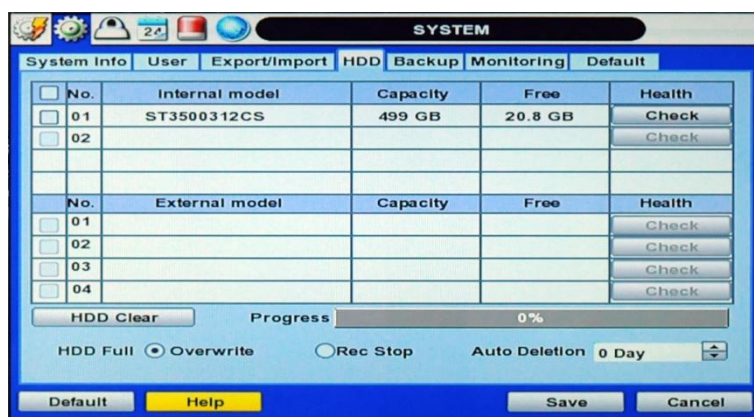 24
SYSTEM
System Info User Export/Import HDD Backup Monitoring Default
No. Internal model Capacity Free Health
01 ST3500312CS 499 GB 20.8 GB Check
02 Check
No. External model Capacity Free Health
01 Check
02 Check
03 Check
04 Check
HDD Clear Progress 0%
HDD Full Overwrite Rec Stop Auto Deletion 0 Day
Default Help Save Cancel